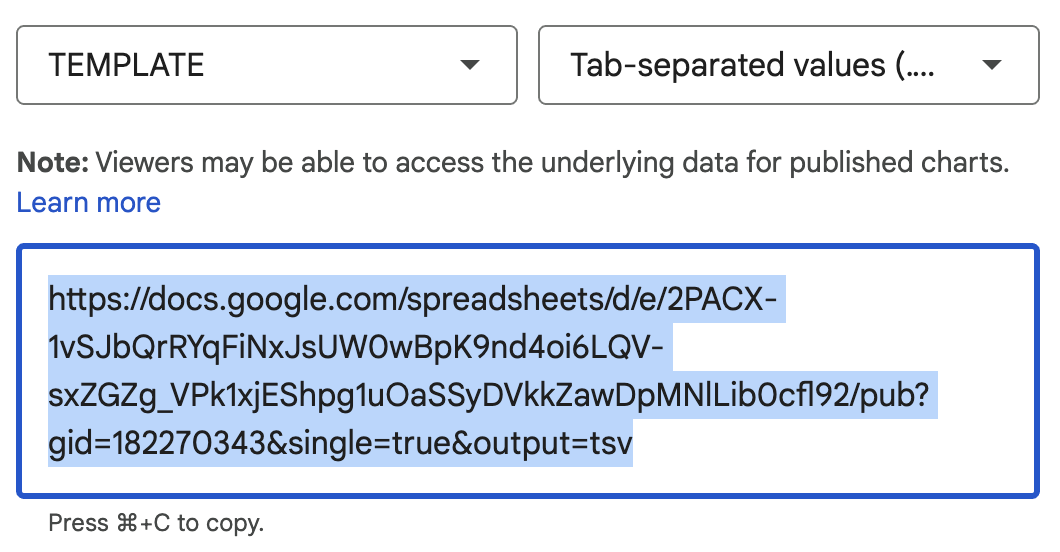 TEMPLATE
Tab-separated values (....
Note: Viewers may be able to access the underlying data for published charts.
Learn more
https://docs.google.com/spreadsheets/d/e/2PACX-
1vSJbQrRYqFiNxJsUW0wBpK9nd4oi6LQV-
sxZGZg_VPk1xjEShpg1uOaSSyDVkkZawDpMNlLib0cfl92/pub?
gid=182270343&single=true&output=tsv
Press ⌘+C to copy.